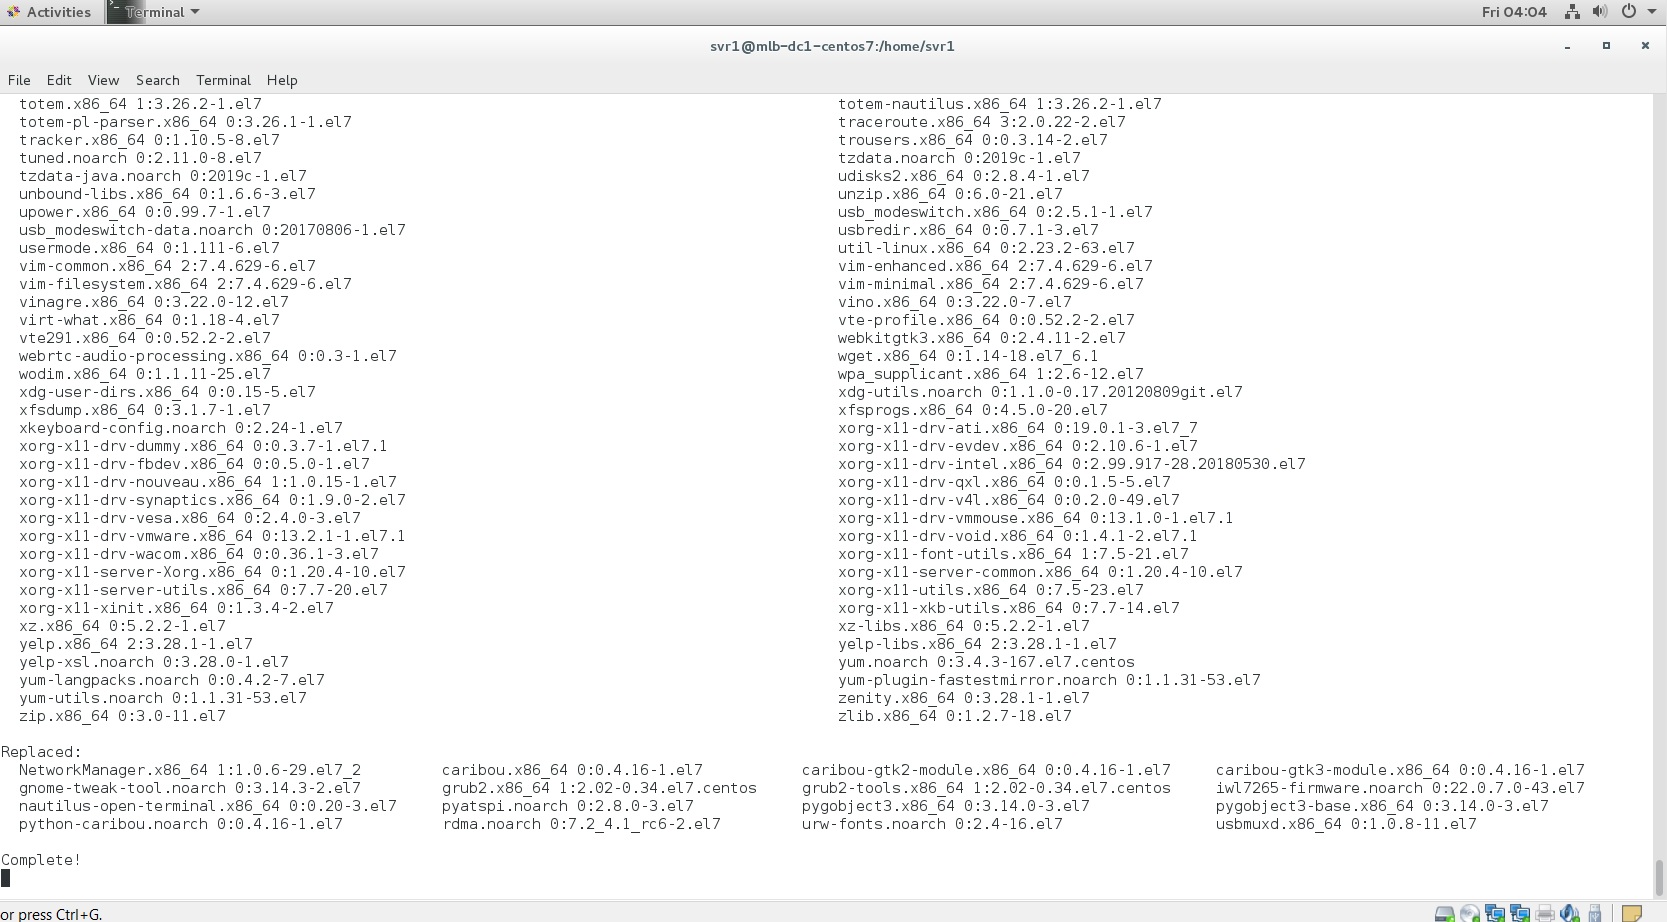 Activities Terminal Fri 04:04
svr1@mlb-dc1-centos7:/home/svr1
File Edit View Search Terminal Help
totem.x86_64 1:3.26.2-1.el7 totem-nautilus.x86_64 1:3.26.2-1.el7
totem-pl-parser.x86_64 0:3.26.1-1.el7 traceroute.x86_64 3:2.0.22-2.el7
tracker.x86_64 0:1.10.5-8.el7 trousers.x86_64 0:0.3.14-2.el7
tuned.noarch 0:2.11.0-8.el7 tzdata.noarch 0:2019c-1.el7
tzdata-java.noarch 0:2019c-1.el7 udisks2.x86_64 0:2.8.4-1.el7
unbound-libs.x86_64 0:1.6.6-3.el7 unzip.x86_64 0:6.0-21.el7
upower.x86_64 0:0.99.7-1.el7 usb_modeswitch.x86_64 0:2.5.1-1.el7
usb_modeswitch-data.noarch 0:20170806-1.el7 usbredir.x86_64 0:0.7.1-3.el7
usermode.x86_64 0:1.111-6.el7 util-linux.x86_64 0:2.23.2-63.el7
vim-common.x86_64 2:7.4.629-6.el7 vim-enhanced.x86_64 2:7.4.629-6.el7
vim-filesystem.x86_64 2:7.4.629-6.el7 vim-minimal.x86_64 2:7.4.629-6.el7
vinagre.x86_64 0:3.22.0-12.el7 vino.x86_64 0:3.22.0-7.el7
virt-what.x86_64 0:1.18-4.el7 vte-profile.x86_64 0:0.52.2-2.el7
vte291.x86_64 0:0.52.2-2.el7 webkitgtk3.x86_64 0:2.4.11-2.el7
webrtc-audio-processing.x86_64 0:0.3-1.el7 wget.x86_64 0:1.14-18.el7_6.1
wodim.x86_64 0:1.1.11-25.el7 wpa_supplicant.x86_64 1:2.6-12.el7
xdg-user-dirs.x86_64 0:0.15-5.el7 xdg-utils.noarch 0:1.1.0-0.17.20120809git.el7
xfsdump.x86_64 0:3.1.7-1.el7 xfsprogs.x86_64 0:4.5.0-20.el7
xkeyboard-config.noarch 0:2.24-1.el7 xorg-x11-drv-ati.x86_64 0:19.0.1-3.el7_7
xorg-x11-drv-dummy.x86_64 0:0.3.7-1.el7.1 xorg-x11-drv-evdev.x86_64 0:2.10.6-1.el7
xorg-x11-drv-fbdev.x86_64 0:0.5.0-1.el7 xorg-x11-drv-intel.x86_64 0:2.99.917-28.20180530.el7
xorg-x11-drv-nouveau.x86_64 1:1.0.15-1.el7 xorg-x11-drv-qxl.x86_64 0:0.1.5-5.el7
xorg-x11-drv-synaptics.x86_64 0:1.9.0-2.el7 xorg-x11-drv-v4l.x86_64 0:0.2.0-49.el7
xorg-x11-drv-vesa.x86_64 0:2.4.0-3.el7 xorg-x11-drv-vmmouse.x86_64 0:13.1.0-1.el7.1
xorg-x11-drv-vmware.x86_64 0:13.2.1-1.el7.1 xorg-x11-drv-void.x86_64 0:1.4.1-2.el7.1
xorg-x11-drv-wacom.x86_64 0:0.36.1-3.el7 xorg-x11-font-utils.x86_64 1:7.5-21.el7
xorg-x11-server-Xorg.x86_64 0:1.20.4-10.el7 xorg-x11-server-common.x86_64 0:1.20.4-10.el7
xorg-x11-server-utils.x86_64 0:7.7-20.el7 xorg-x11-utils.x86_64 0:7.5-23.el7
xorg-x11-xinit.x86_64 0:1.3.4-2.el7 xorg-x11-xkb-utils.x86_64 0:7.7-14.el7
xz.x86_64 0:5.2.2-1.el7 xz-libs.x86_64 0:5.2.2-1.el7
yelp.x86_64 2:3.28.1-1.el7 yelp-libs.x86_64 2:3.28.1-1.el7
yelp-xsl.noarch 0:3.28.0-1.el7 yum.noarch 0:3.4.3-167.el7.centos
yum-langpacks.noarch 0:0.4.2-7.el7 yum-plugin-fastestmirror.noarch 0:1.1.31-53.el7
yum-utils.noarch 0:1.1.31-53.el7 zenity.x86_64 0:3.28.1-1.el7
zip.x86_64 0:3.0-11.el7 zlib.x86_64 0:1.2.7-18.el7
Replaced:
NetworkManager.x86_64 1:1.0.6-29.el7_2 caribou.x86_64 0:0.4.16-1.el7 caribou-gtk2-module.x86_64 0:0.4.16-1.el7 caribou-gtk3-module.x86_64 0:0.4.16-1.el7
gnome-tweak-tool.noarch 0:3.14.3-2.el7 grub2.x86_64 1:2.02-0.34.el7.centos grub2-tools.x86_64 1:2.02-0.34.el7.centos iwl7265-firmware.noarch 0:22.0.7.0-43.el7
nautilus-open-terminal.x86_64 0:0.20-3.el7 pyatspi.noarch 0:2.8.0-3.el7 pygobject3.x86_64 0:3.14.0-3.el7 pygobject3-base.x86_64 0:3.14.0-3.el7
python-caribou.noarch 0:0.4.16-1.el7 rdma.noarch 0:7.2_4.1_rc6-2.el7 urw-fonts.noarch 0:2.4-16.el7 usbmuxd.x86_64 0:1.0.8-11.el7
Complete!
or press Ctrl+G.